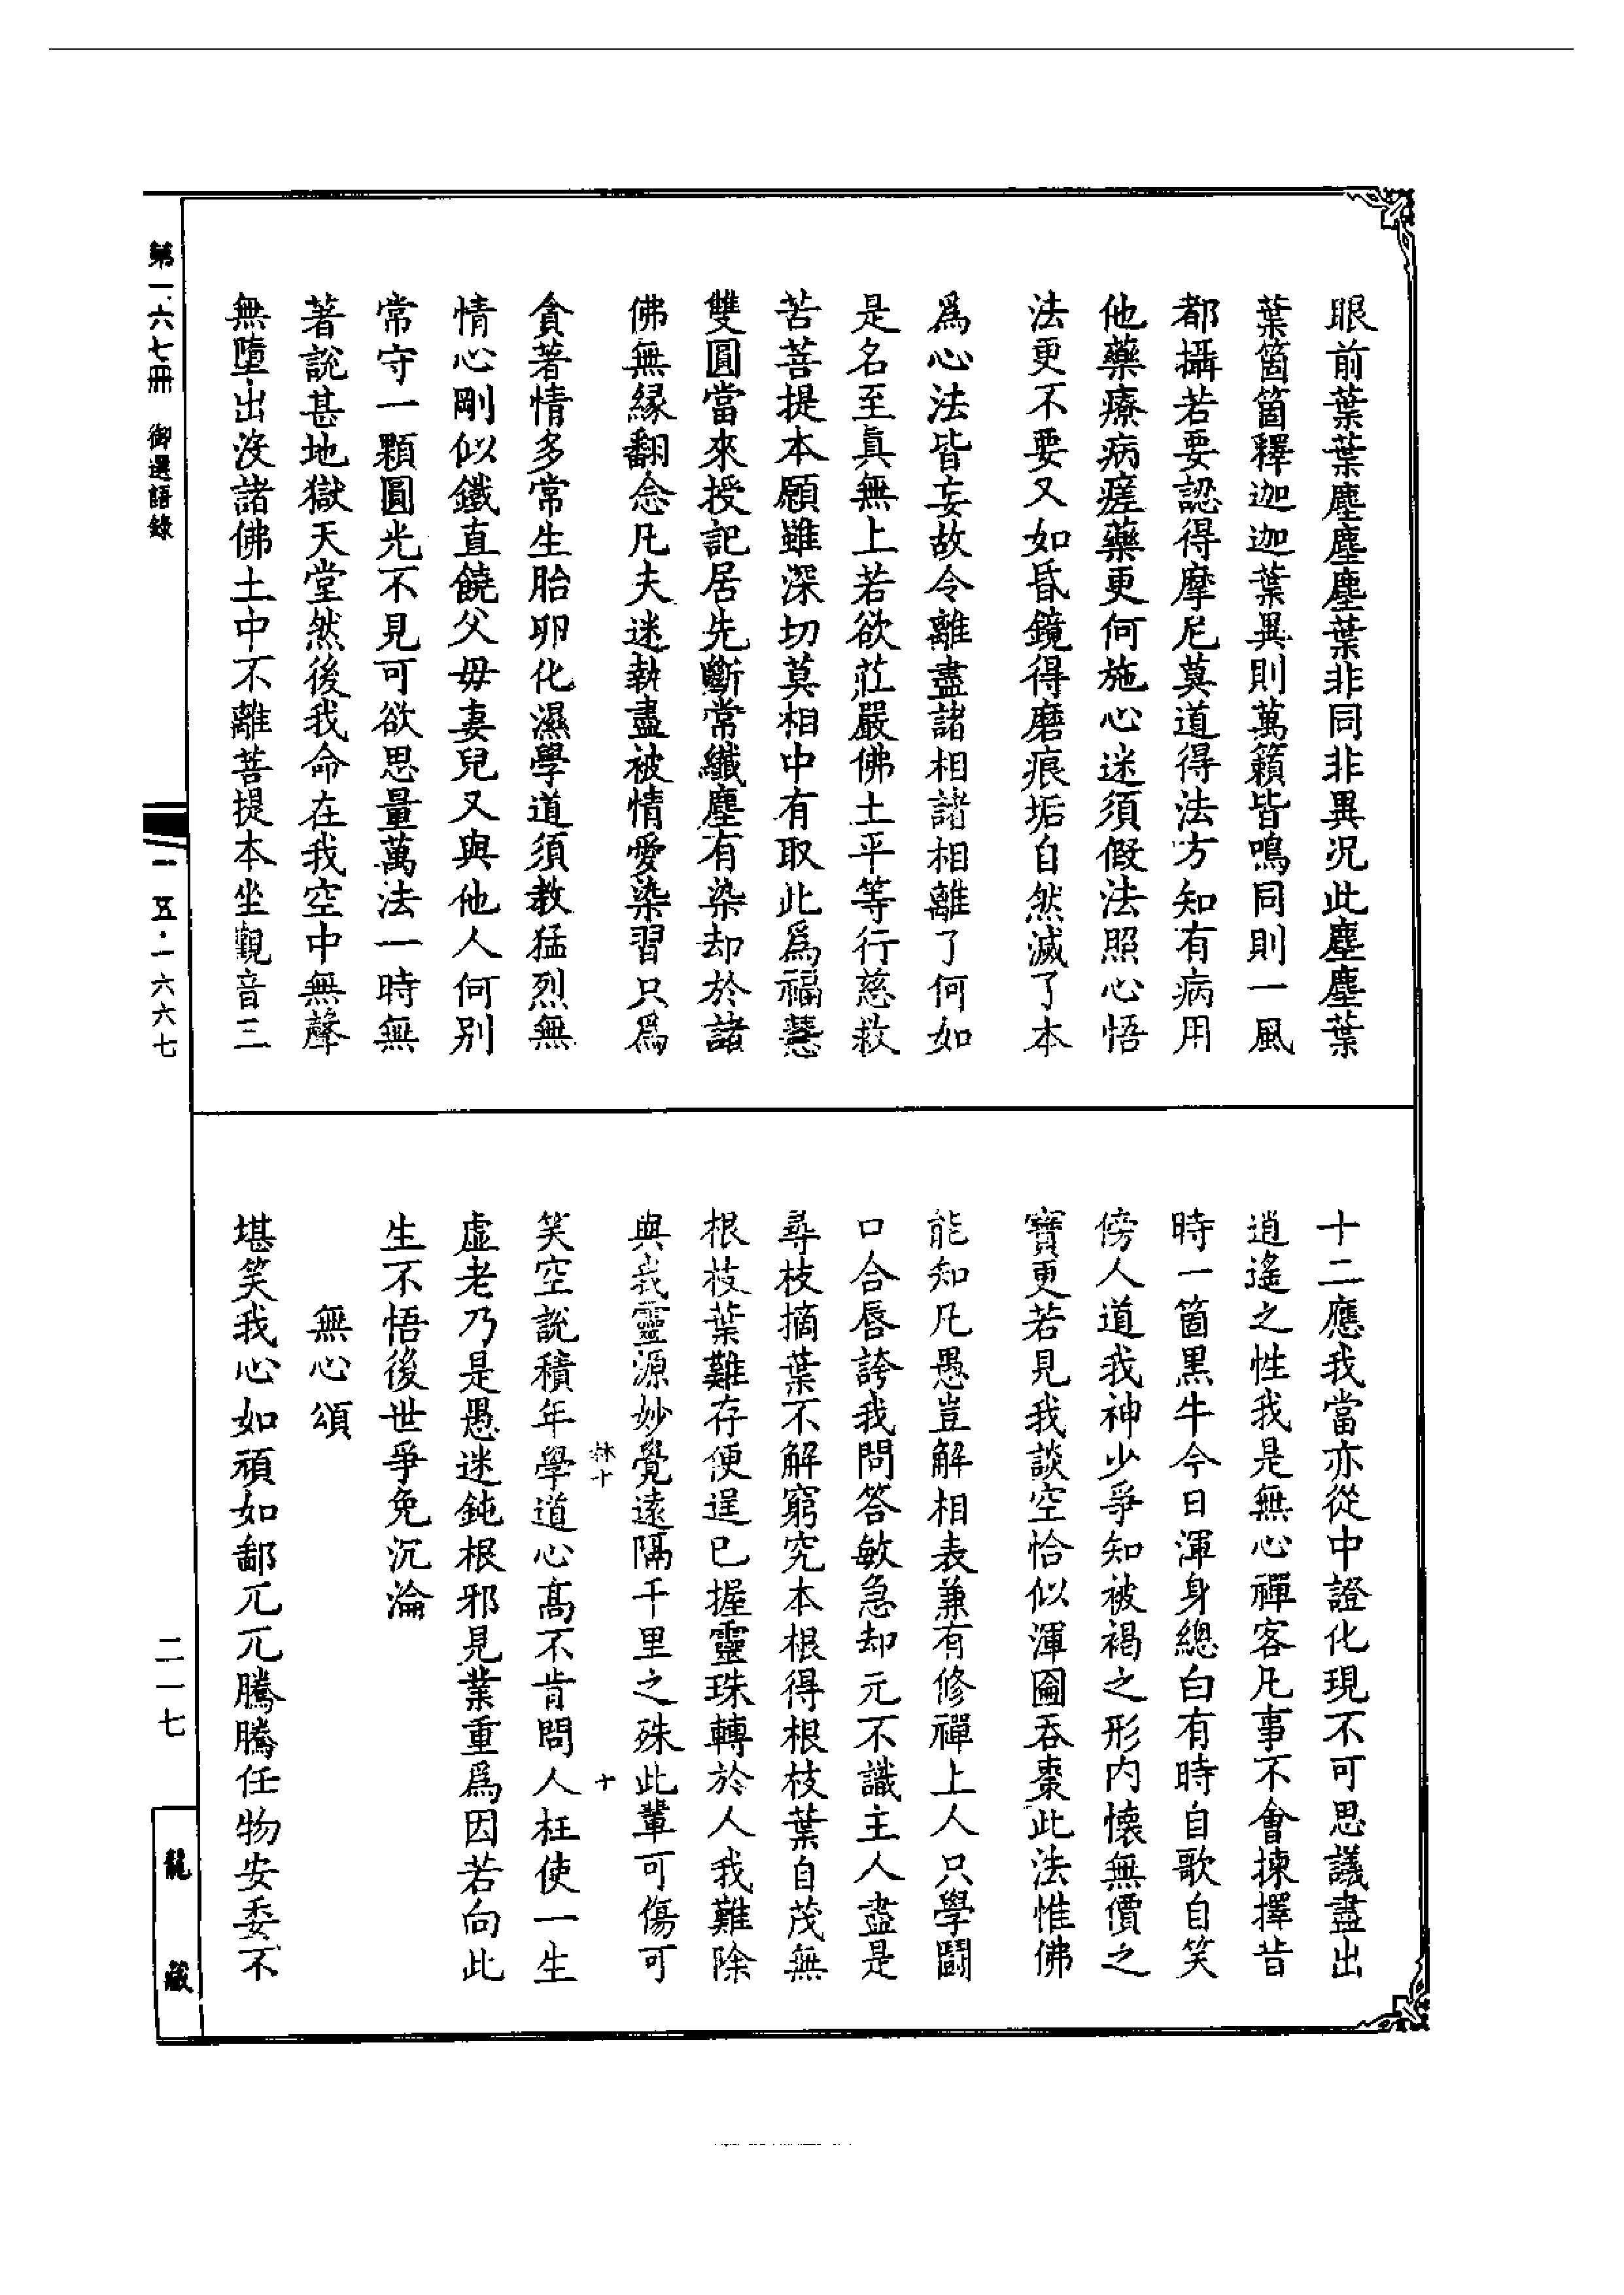 眼前葉葉塵塵塵葉非同非異况此塵塵葉
葉箇箇釋迦迦葉異則萬籟皆鳴同則一風
都攝若要認得摩尼莫道得法方知有病用
他藥療病瘥藥更何施心迷須假法照心悟
法更不要又如昏鏡得磨痕垢自然滅了本
爲心法皆妄故令離盡諸相諸相離了何如
是名至眞無上若欲莊嚴佛土平等行慈救
苦菩提本願雖深切莫相中有取此爲福慧
雙圓當來授記居先斷常纖塵有染却於諸
佛無緣翻念凡夫迷執盡被情愛染習只爲
貪著情多常生胎卵化濕學道須教猛烈無
情心剛似鐵直饒父母妻兒又與他人何別
常守一顆圓光不見可欲思量萬法一時無
著說甚地獄天堂然後我命在我空中無聲
無墮出没諸佛土中不離菩提本坐觀音三
十二應我當亦從中證化現不可思議盡出
逍遙之性我是無心禪客凡事不會揀擇昔
時一箇黑牛今日渾身總白有時自歌自笑
傍人道我神少爭知被褐之形内懷無價之
寶更若見我談空恰似渾圇吞棗此法惟佛
能知凡愚豈解相表兼有修禪上人只學鬬
口合唇誇我問答敏急却元不識主人盡是
尋枝摘葉不解窮究本根得根枝葉自茂無
根枝葉難存便逞已握靈珠轉於人我難除
與我靈源妙覺遠隔千里之殊此輩可傷可
笑空說積年學道心高不肯問人枉使一生
虛老乃是愚迷鈍根邪見業重爲因若向此
生不悟後世爭免沉淪
無心頌
堪笑我心如頑如鄙兀兀騰騰任物安委不
第一六七冊 御選語錄
一五·一六六七
二一七
龍藏
十